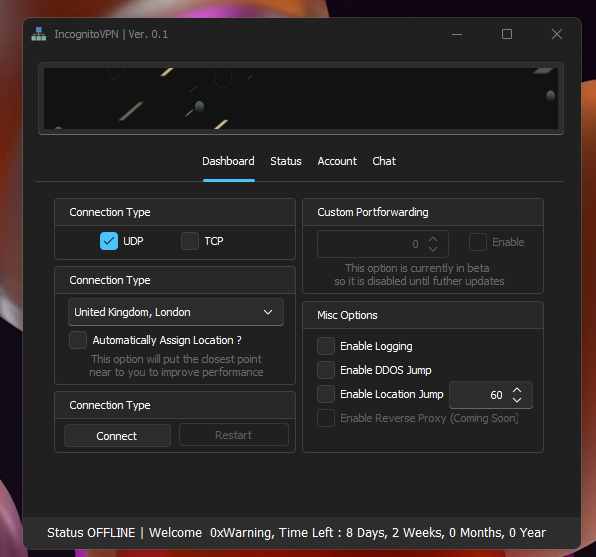 IncognitoVPN | Ver. 0.1
Dashboard Status Account Chat
Connection Type
UDP TCP
Connection Type
United Kingdom, London
Automatically Assign Location ?
This option will put the closest point
near to you to improve performance
Connection Type
Connect Restart
Custom Portforwarding
0 Enable
This option is currently in beta
so it is disabled until futher updates
Misc Options
Enable Logging
Enable DDOS Jump
Enable Location Jump 60
Enable Reverse Proxy (Coming Soon)
Status OFFLINE | Welcome 0xWarning, Time Left : 8 Days, 2 Weeks, 0 Months, 0 Year